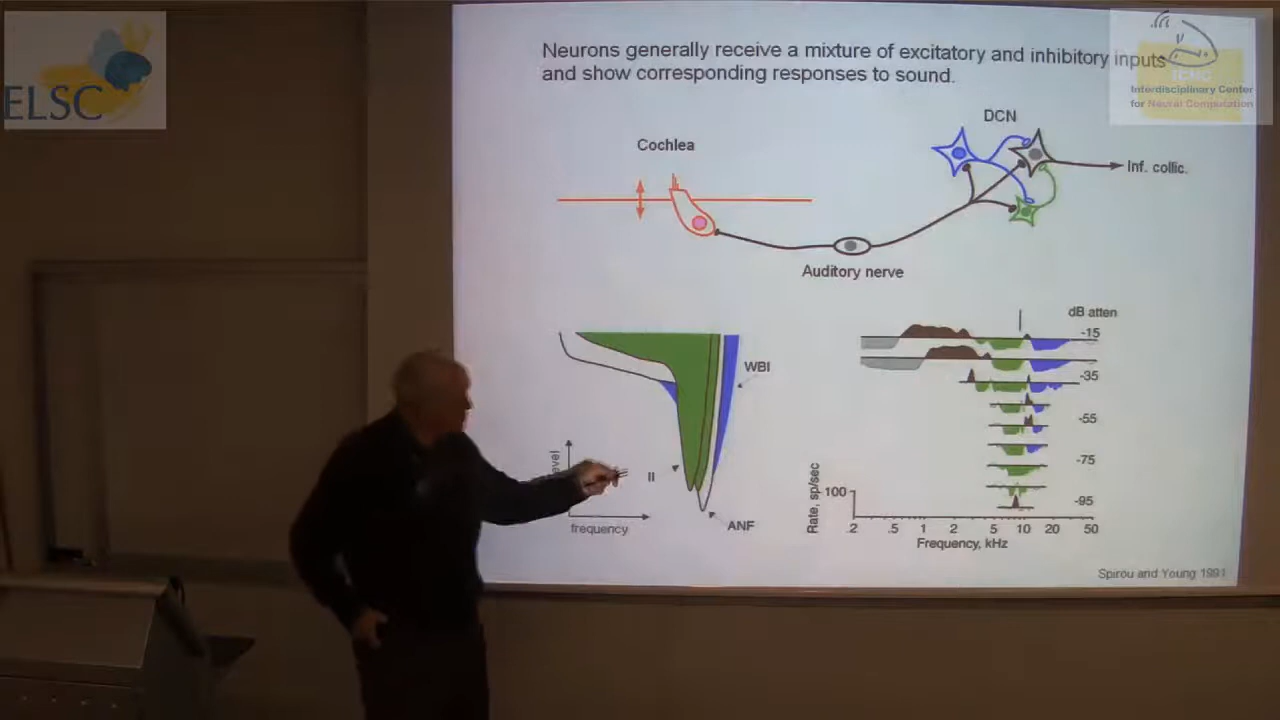 ELSC
Interdisciplinary Center
for Neural Computation
Neurons generally receive a mixture of excitatory and inhibitory inputs
and show corresponding responses to sound.
DCN
Cochlea
Inf. collic.
Auditory nerve
dB atten
-15
-35
-55
-75
-95
WBI
II
ANF
frequency
Rate, sp/sec
100
.2 .5 1 2 5 10 20 50
Frequency, kHz
Spirou and Young 1991